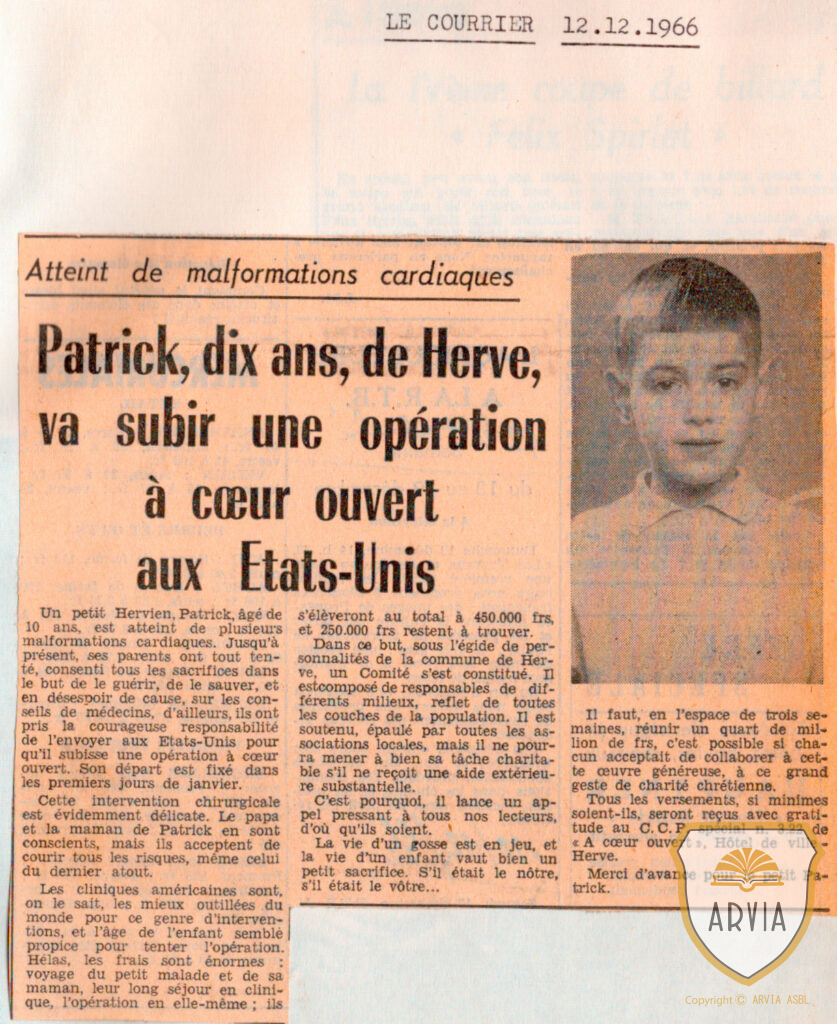 LE COURRIER 12.12.1966
Atteint de malformations cardiaques
Patrick, dix ans, de Herve,
va subir une opération
à cœur ouvert
aux Etats-Unis
Un petit Hervien, Patrick, âgé de
10 ans, est atteint de plusieurs
malformations cardiaques. Jusqu'à
présent, ses parents ont tout ten-
té, consenti tous les sacrifices dans
le but de le guérir, de le sauver, et
en désespoir de cause, sur les con-
seils de médecins, d'ailleurs, ils ont
pris la courageuse responsabilité
de l'envoyer aux Etats-Unis pour
qu'il subisse une opération à cœur
ouvert. Son départ est fixé dans
les premiers jours de janvier.
Cette intervention chirurgicale
est évidemment délicate. Le papa
et la maman de Patrick en sont
conscients, mais ils acceptent de
courir tous les risques, même celui
du dernier atout.
Les cliniques américaines sont,
on le sait, les mieux outillées du
monde pour ce genre d'interven-
tions, et l'âge de l'enfant semble
propice pour tenter l'opération.
Hélas, les frais sont énormes :
voyage du petit malade et de sa
maman, leur long séjour en clini-
que, l'opération en elle-même ; ils
s'élèveront au total à 450.000 frs,
et 250.000 frs restent à trouver.
Dans ce but, sous l'égide de per-
sonnalités de la commune de Her-
ve, un Comité s'est constitué. Il
estcomposé de responsables de dif-
férents milieux, reflet de toutes
les couches de la population. Il est
soutenu, épaulé par toutes les as-
sociations locales, mais il ne pour-
ra mener à bien sa tâche charita-
ble s'il ne reçoit une aide extérieu-
re substantielle.
C'est pourquoi, il lance un ap-
pel pressant à tous nos lecteurs,
d'où qu'ils soient.
La vie d'un gosse est en jeu, et
la vie d'un enfant vaut bien un
petit sacrifice. S'il était le nôtre,
s'il était le vôtre...
Il faut, en l'espace de trois se-
maines, réunir un quart de mil-
lion de frs, c'est possible si cha-
cun acceptait de collaborer à cet-
te œuvre généreuse, à ce grand
geste de charité chrétienne.
Tous les versements, si minimes
soient-ils, seront reçus avec grati-
tude au C.C.P. spécial n. 3.23 de
« A cœur ouvert », Hôtel de ville -
Herve.
Merci d'avance pour le petit Pa-
trick.
ARVIA
Copyright © ARVIA ASBL